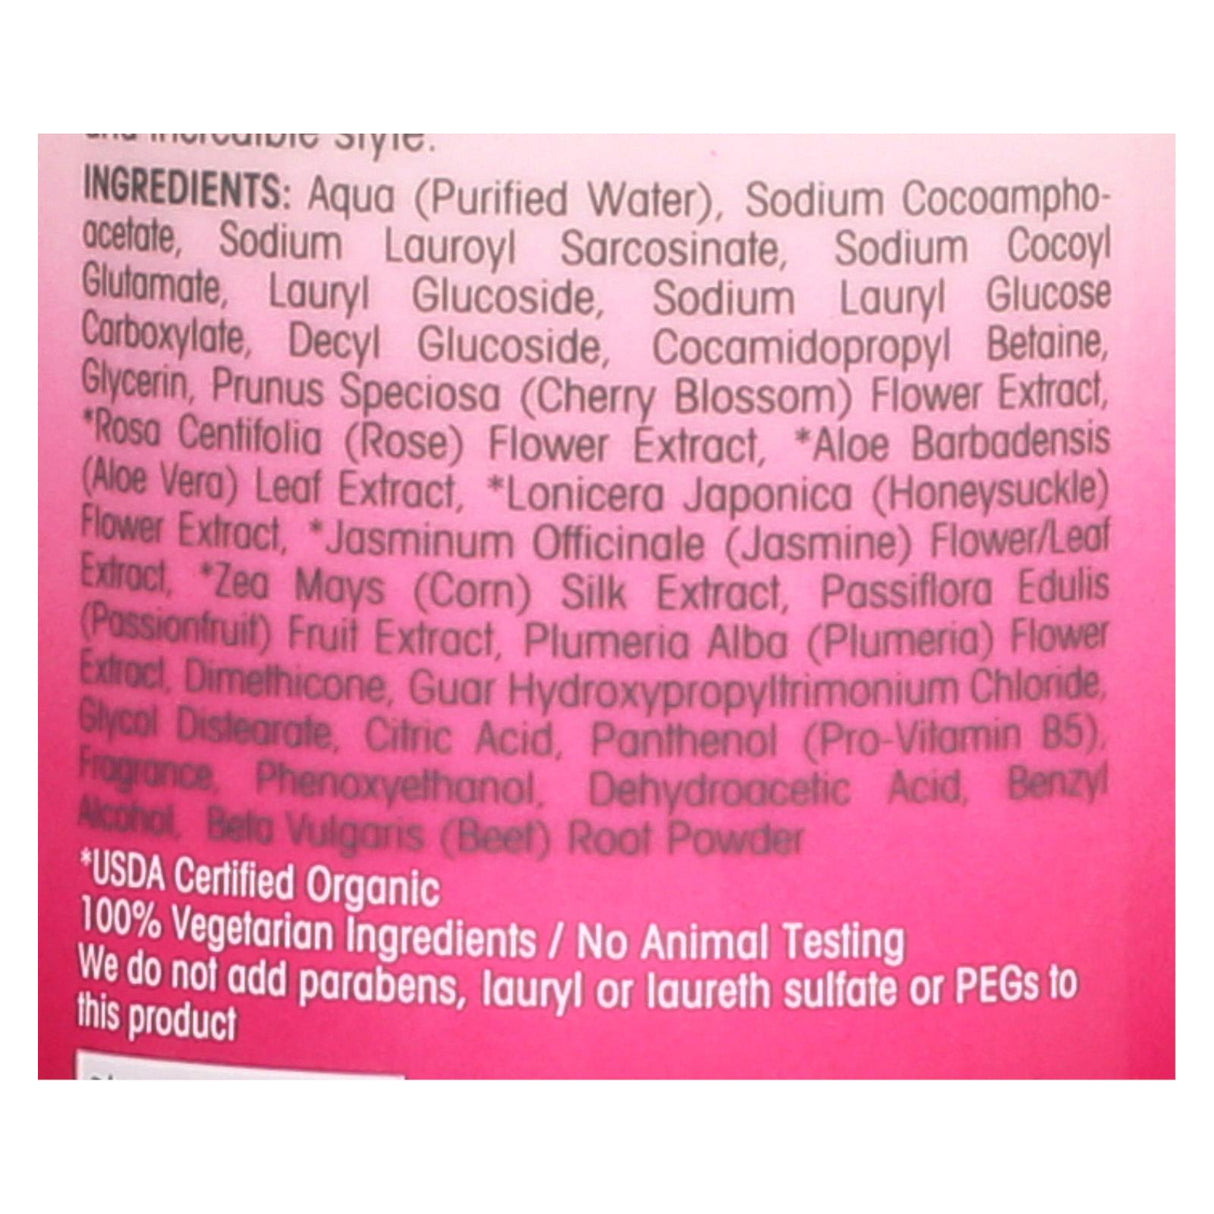 and incredible style.
INGREDIENTS: Aqua (Purified Water), Sodium Cocoampho-
acetate, Sodium Lauroyl Sarcosinate, Sodium Cocoyl
Glutamate, Lauryl Glucoside, Sodium Lauryl Glucose
Carboxylate, Decyl Glucoside, Cocamidopropyl Betaine,
Glycerin, Prunus Speciosa (Cherry Blossom) Flower Extract,
*Rosa Centifolia (Rose) Flower Extract, *Aloe Barbadensis
(Aloe Vera) Leaf Extract, *Lonicera Japonica (Honeysuckle)
Flower Extract, *Jasminum Officinale (Jasmine) Flower/Leaf
Extract, *Zea Mays (Corn) Silk Extract, Passiflora Edulis
(Passionfruit) Fruit Extract, Plumeria Alba (Plumeria) Flower
Extract, Dimethicone, Guar Hydroxypropyltrimonium Chloride,
Glycol Distearate, Citric Acid, Panthenol (Pro-Vitamin B5),
Fragrance, Phenoxyethanol, Dehydroacetic Acid, Benzyl
Alcohol, Beta Vulgaris (Beet) Root Powder
*USDA Certified Organic
100% Vegetarian Ingredients / No Animal Testing
We do not add parabens, lauryl or laureth sulfate or PEGs to
this product